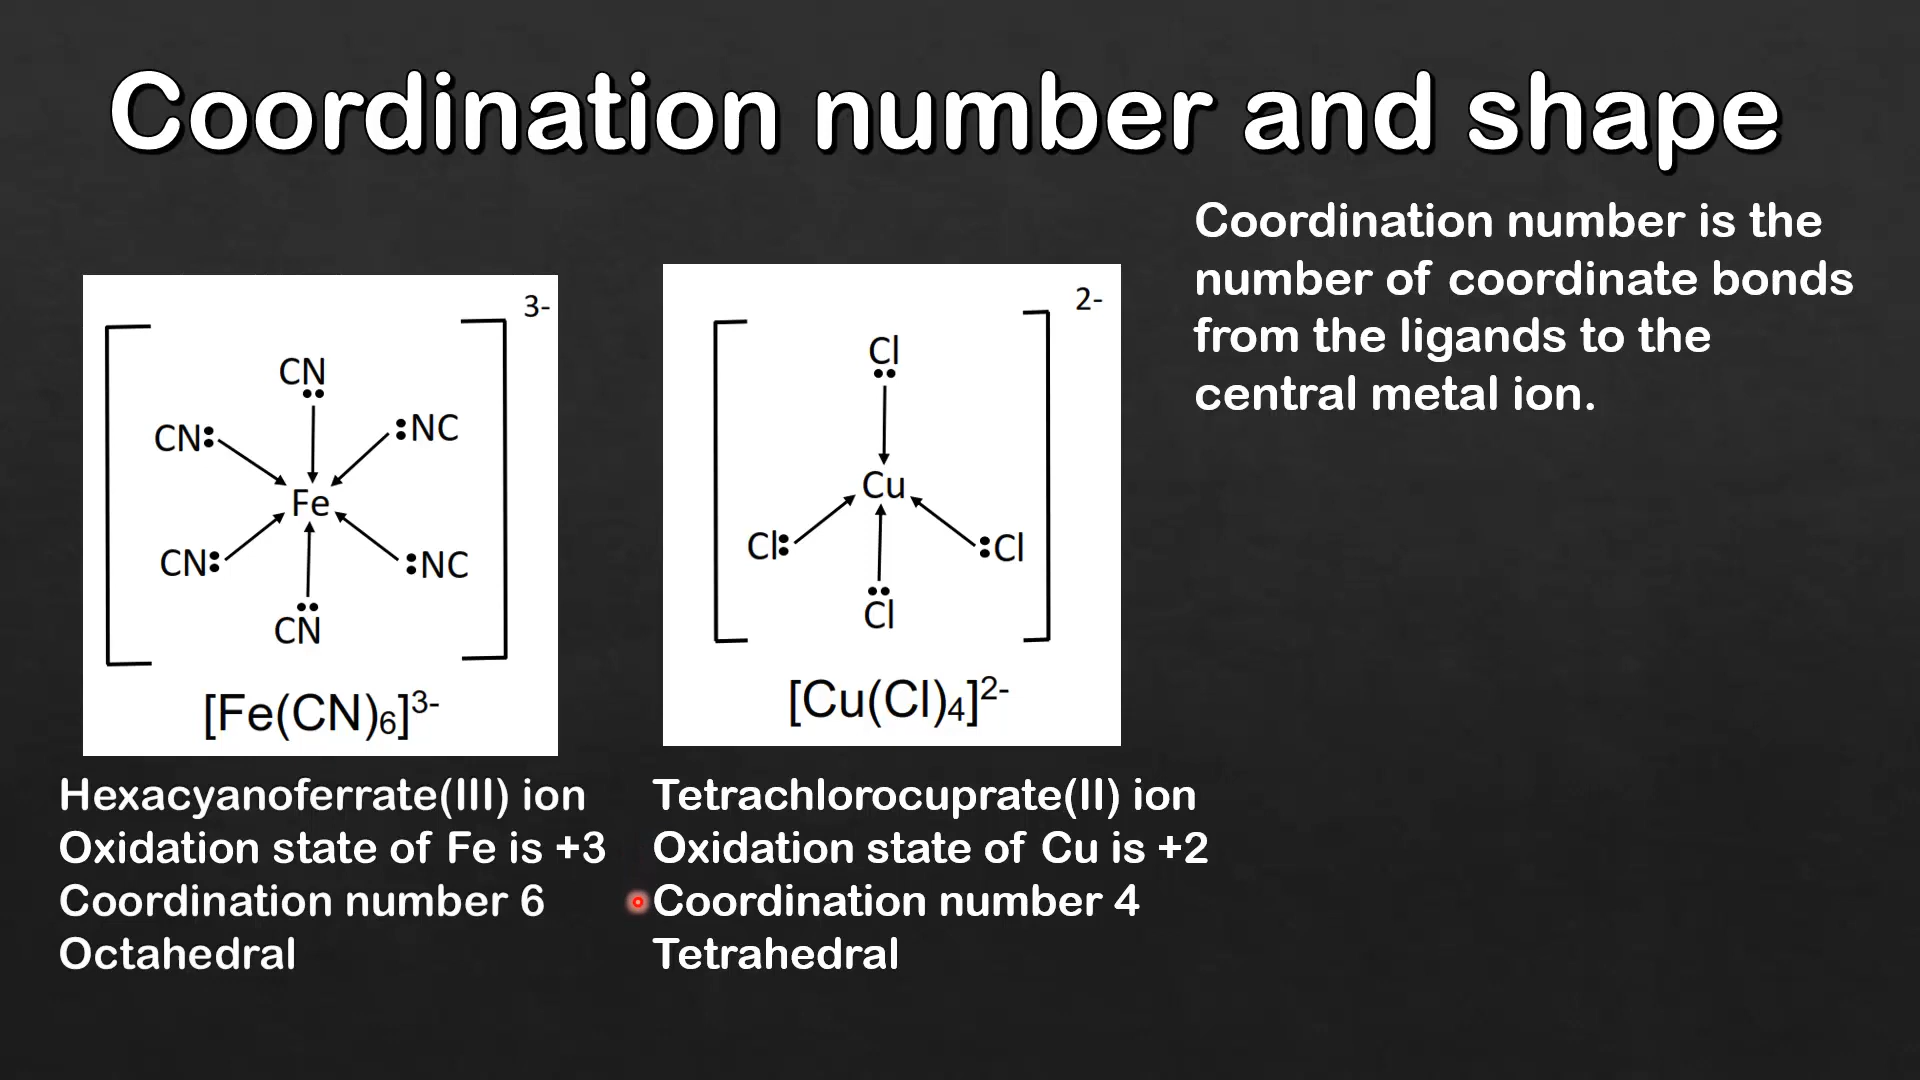 Coordination number and shape
Coordination number is the
number of coordinate bonds
from the ligands to the
central metal ion.
3-
CN
CN
NC
Fe
CN
NC
CN
[Fe(CN)₆]³⁻
2-
Cl
Cu
Cl
Cl
Cl
[Cu(Cl)₄]²⁻
Hexacyanoferrate(III) ion
Oxidation state of Fe is +3
Coordination number 6
Octahedral
Tetrachlorocuprate(II) ion
Oxidation state of Cu is +2
Coordination number 4
Tetrahedral